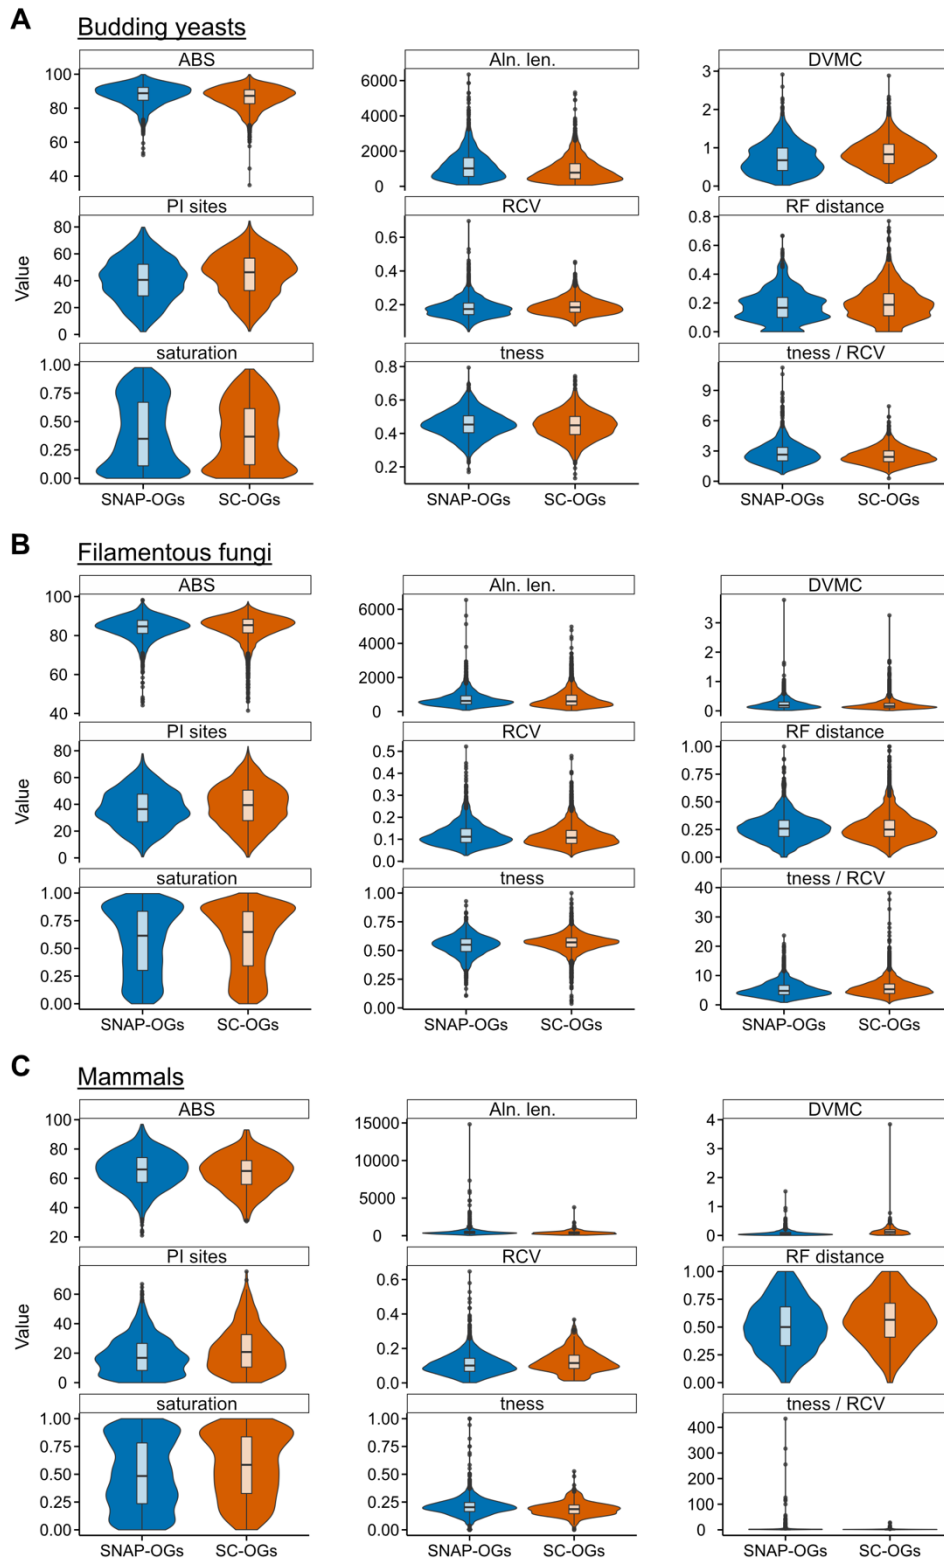 A
Budding yeasts
ABS
Aln. len.
DVMC
100
80
60
40
6000
4000
2000
0
3
2
1
0
PI sites
RCV
RF distance
80
60
40
20
0
0.6
0.4
0.2
0.8
0.6
0.4
0.2
0.0
Value
saturation
tness
tness / RCV
1.00
0.75
0.50
0.25
0.00
0.8
0.6
0.4
0.2
9
6
3
0
SNAP-OGs SC-OGs
SNAP-OGs SC-OGs
SNAP-OGs SC-OGs
B
Filamentous fungi
ABS
Aln. len.
DVMC
100
80
60
40
6000
4000
2000
0
3
2
1
0
PI sites
RCV
RF distance
80
60
40
20
0
0.5
0.4
0.3
0.2
0.1
0.0
1.00
0.75
0.50
0.25
0.00
Value
saturation
tness
tness / RCV
1.00
0.75
0.50
0.25
0.00
1.00
0.75
0.50
0.25
0.00
40
30
20
10
0
SNAP-OGs SC-OGs
SNAP-OGs SC-OGs
SNAP-OGs SC-OGs
C
Mammals
ABS
Aln. len.
DVMC
100
80
60
40
20
15000
10000
5000
0
4
3
2
1
0
PI sites
RCV
RF distance
60
40
20
0
0.6
0.4
0.2
0.0
1.00
0.75
0.50
0.25
0.00
Value
saturation
tness
tness / RCV
1.00
0.75
0.50
0.25
0.00
1.00
0.75
0.50
0.25
0.00
400
300
200
100
0
SNAP-OGs SC-OGs
SNAP-OGs SC-OGs
SNAP-OGs SC-OGs